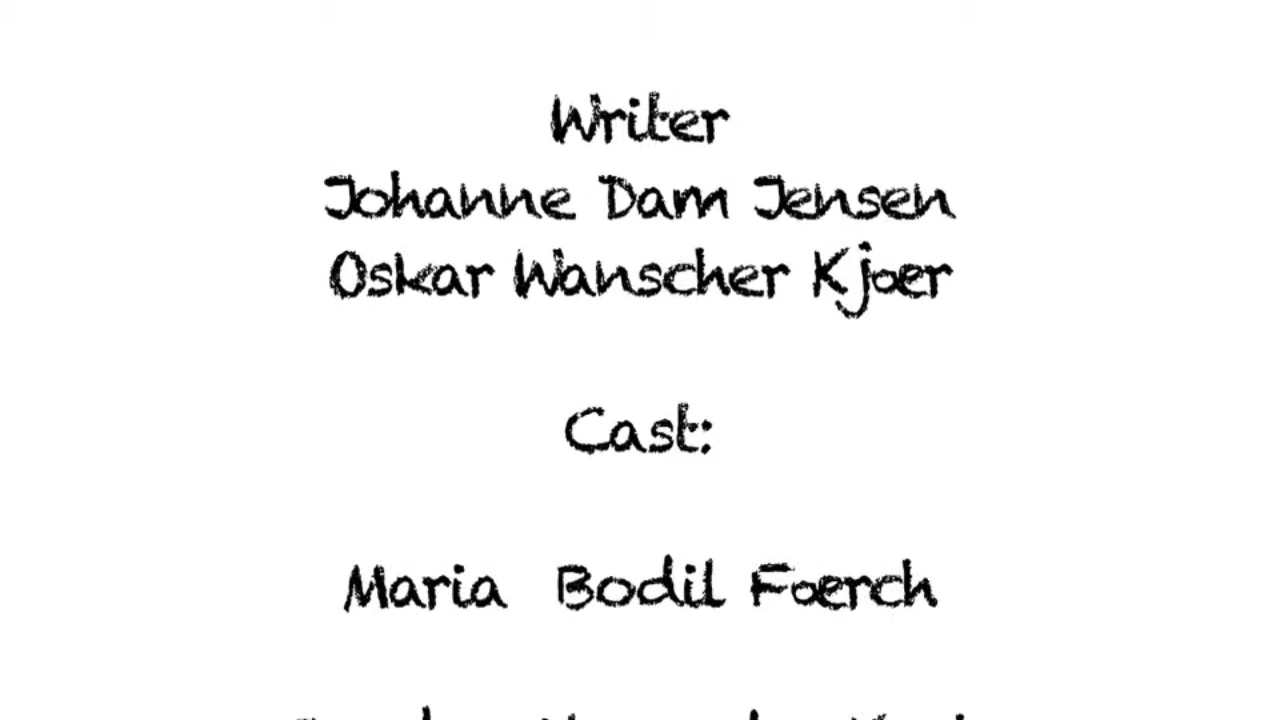 Writer
Johanne Dam Jensen
Oskar Wanscher Kjoer
Cast:
Maria Bodil Foerch